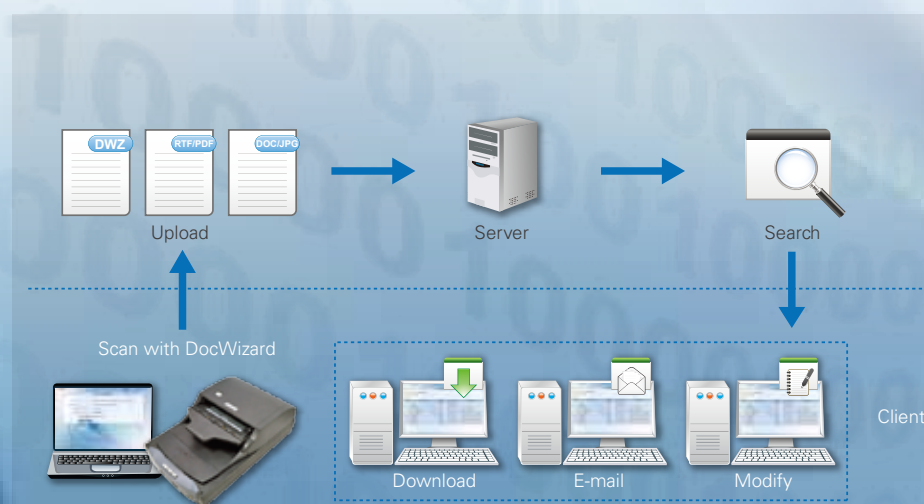 DWZ
RTF/PDF
DOC/JPG
Upload
Server
Search
Scan with DocWizard
Client
Download
E-mail
Modify